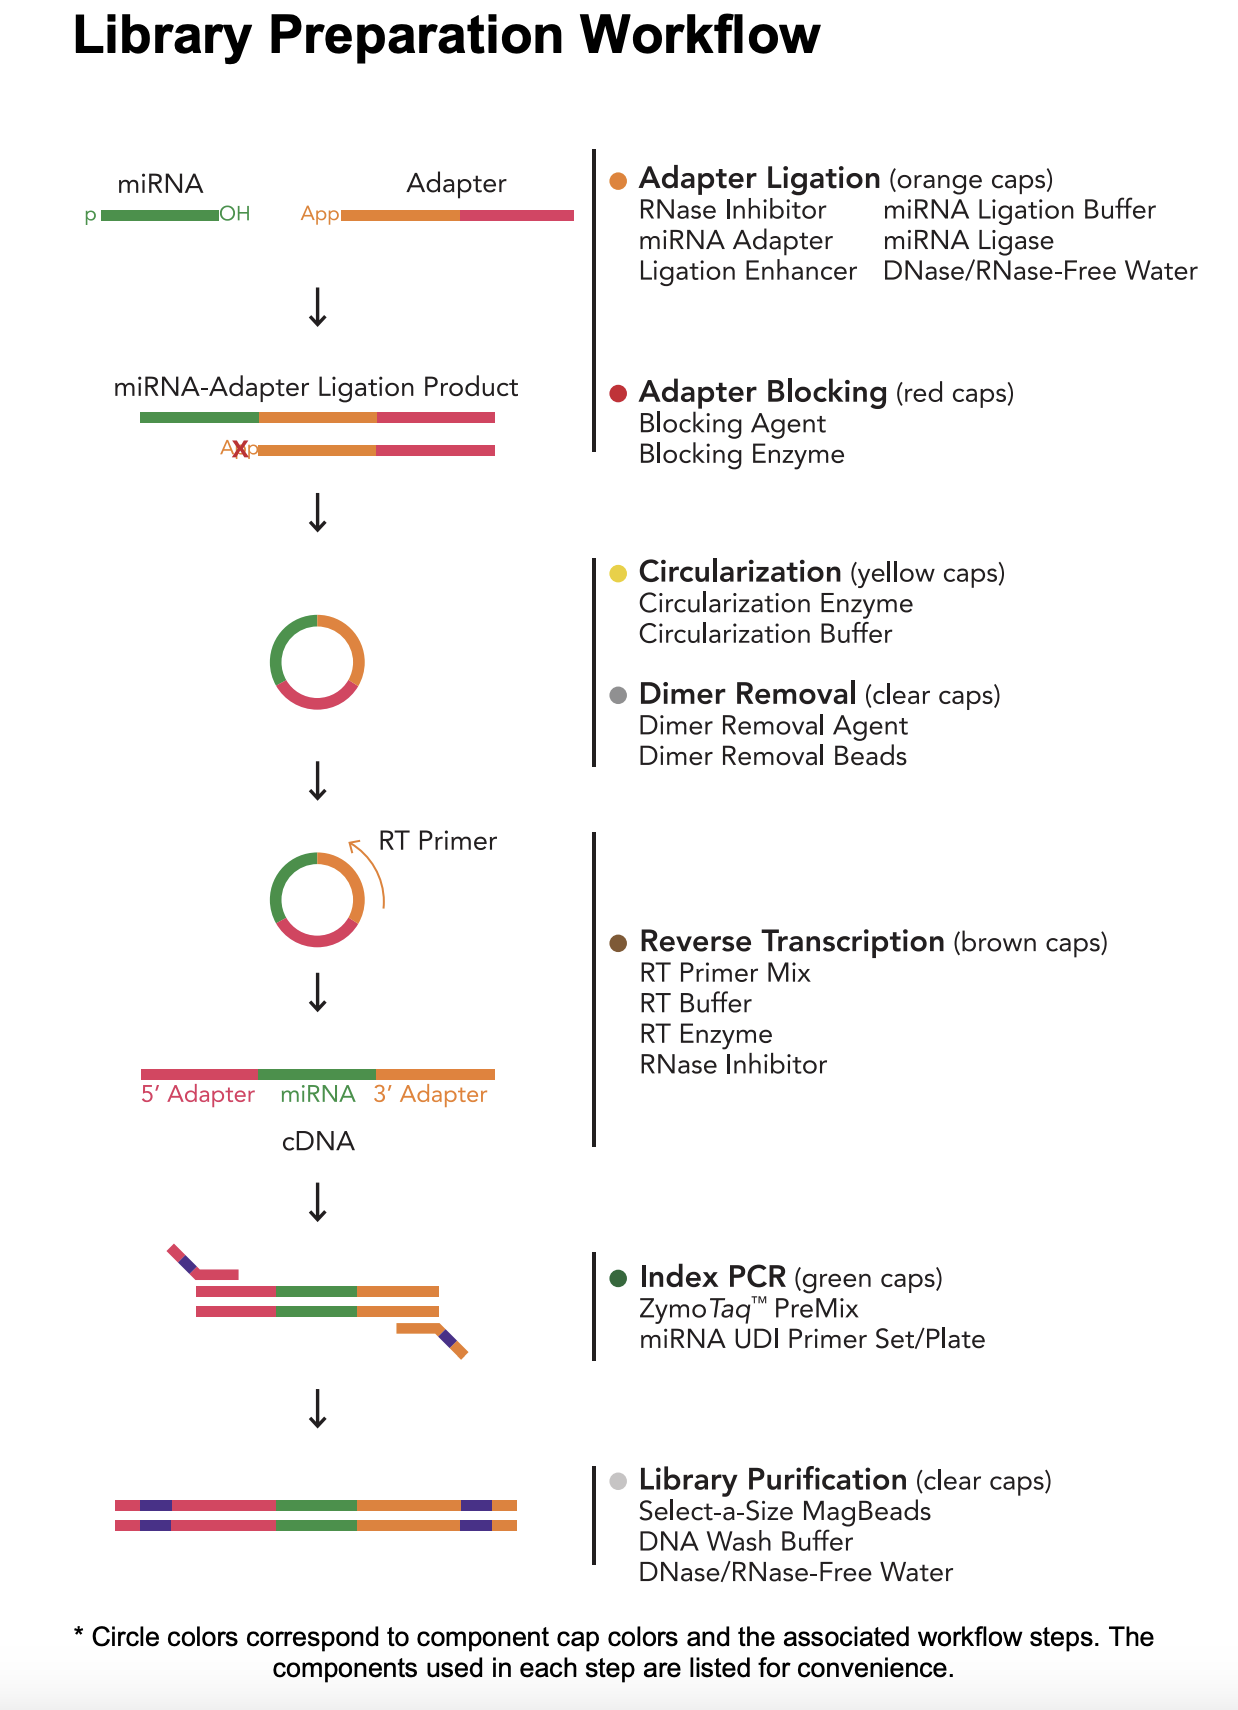 Library Preparation Workflow
miRNA
Adapter
p
OH
App
Adapter Ligation (orange caps)
RNase Inhibitor miRNA Ligation Buffer
miRNA Adapter miRNA Ligase
Ligation Enhancer DNase/RNase-Free Water
miRNA-Adapter Ligation Product
App
X
Adapter Blocking (red caps)
Blocking Agent
Blocking Enzyme
Circularization (yellow caps)
Circularization Enzyme
Circularization Buffer
Dimer Removal (clear caps)
Dimer Removal Agent
Dimer Removal Beads
RT Primer
Reverse Transcription (brown caps)
RT Primer Mix
RT Buffer
RT Enzyme
RNase Inhibitor
5’ Adapter miRNA 3’ Adapter
cDNA
Index PCR (green caps)
ZymoTaq™ PreMix
miRNA UDI Primer Set/Plate
Library Purification (clear caps)
Select-a-Size MagBeads
DNA Wash Buffer
DNase/RNase-Free Water
* Circle colors correspond to component cap colors and the associated workflow steps. The
components used in each step are listed for convenience.